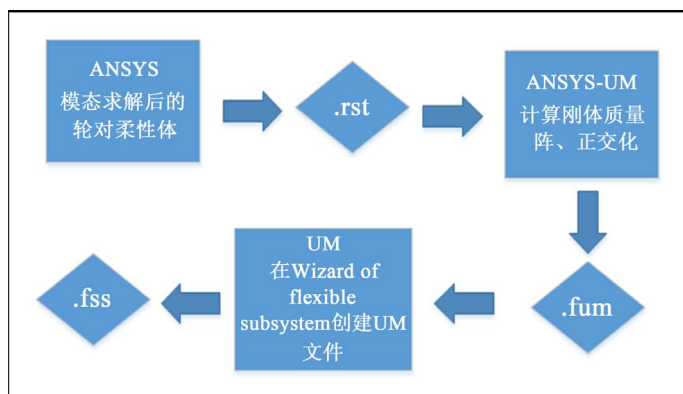 ANSYS
模态求解后的
轮对柔性体
.rst
ANSYS-UM
计算刚体质量
阵、正交化
.fum
UM
在Wizard of
flexible
subsystem创建UM
文件
.fss